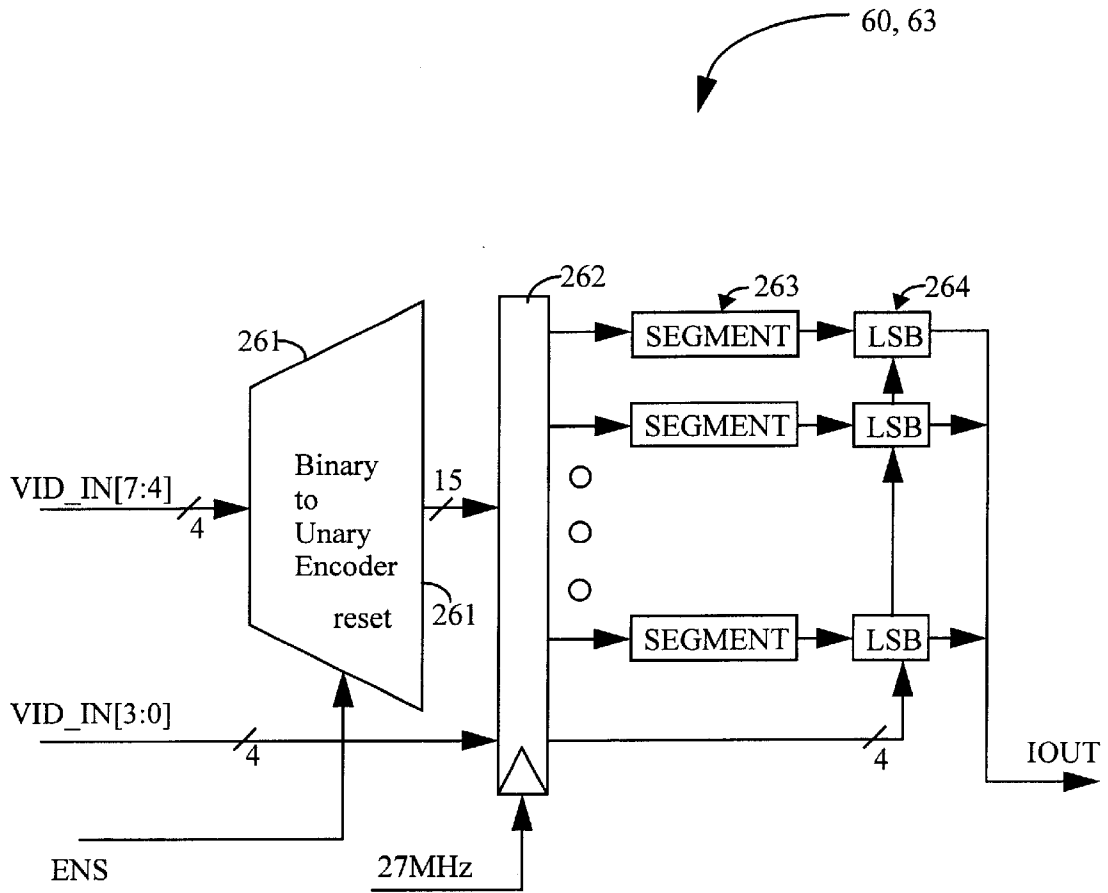 60, 63
262
263
264
261
SEGMENT
LSB
SEGMENT
LSB
VID_IN[7:4]
4
Binary
to
Unary
Encoder
reset
15
261
SEGMENT
LSB
VID_IN[3:0]
4
4
IOUT
ENS
27MHz